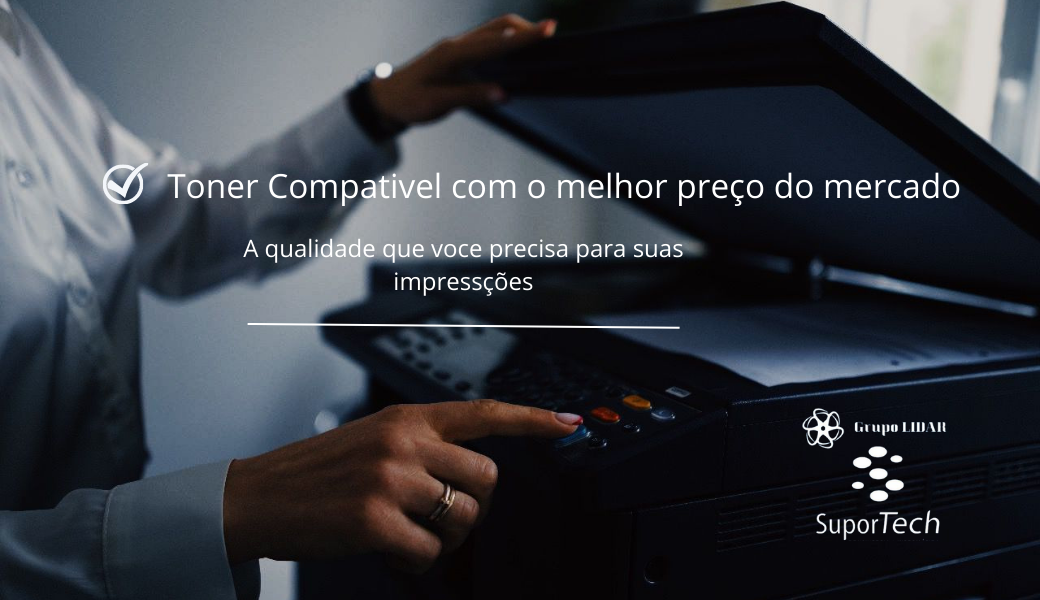 Toner Compativel com o melhor preço do mercado
A qualidade que voce precisa para suas
impressções
Grupo LIDAR
SuporTech